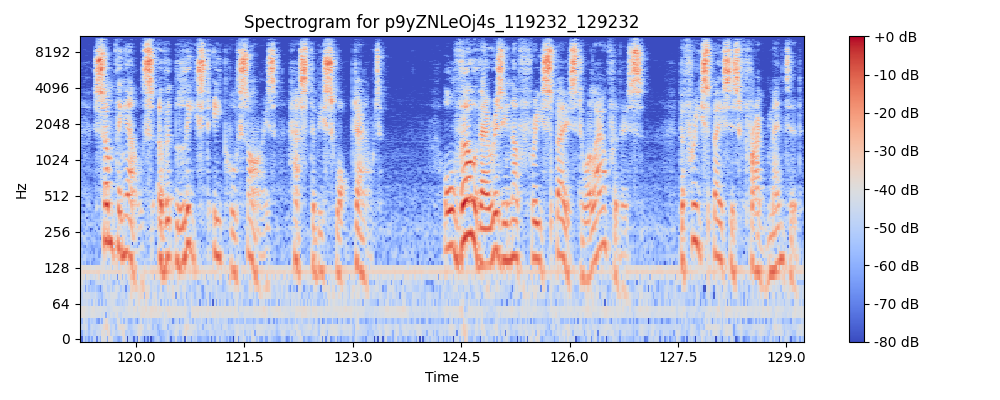 Spectrogram for p9yZNLeOj4s_119232_129232
8192
4096
2048
1024
512
256
128
64
0
Hz
120.0 121.5 123.0 124.5 126.0 127.5 129.0
Time
+0 dB
-10 dB
-20 dB
-30 dB
-40 dB
-50 dB
-60 dB
-70 dB
-80 dB